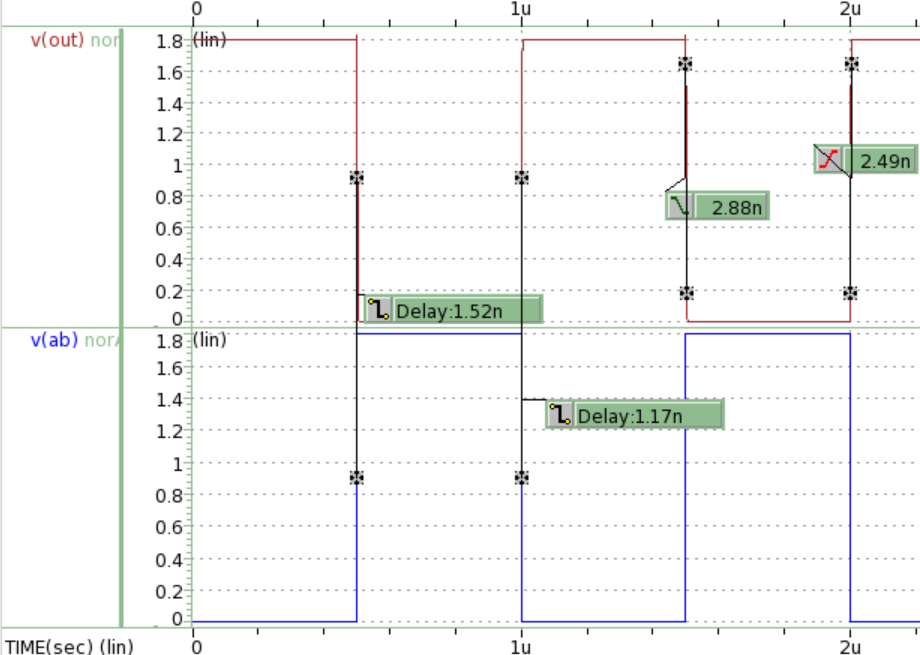 0 1u 2u
v(out) nor (lin)
1.8
1.6
1.4
1.2
1
2.49n
0.8
2.88n
0.6
0.4
0.2
Delay:1.52n
0
v(ab) nor (lin)
1.8
1.6
1.4
Delay:1.17n
1.2
1
0.8
0.6
0.4
0.2
0
TIME(sec) (lin) 0 1u 2u